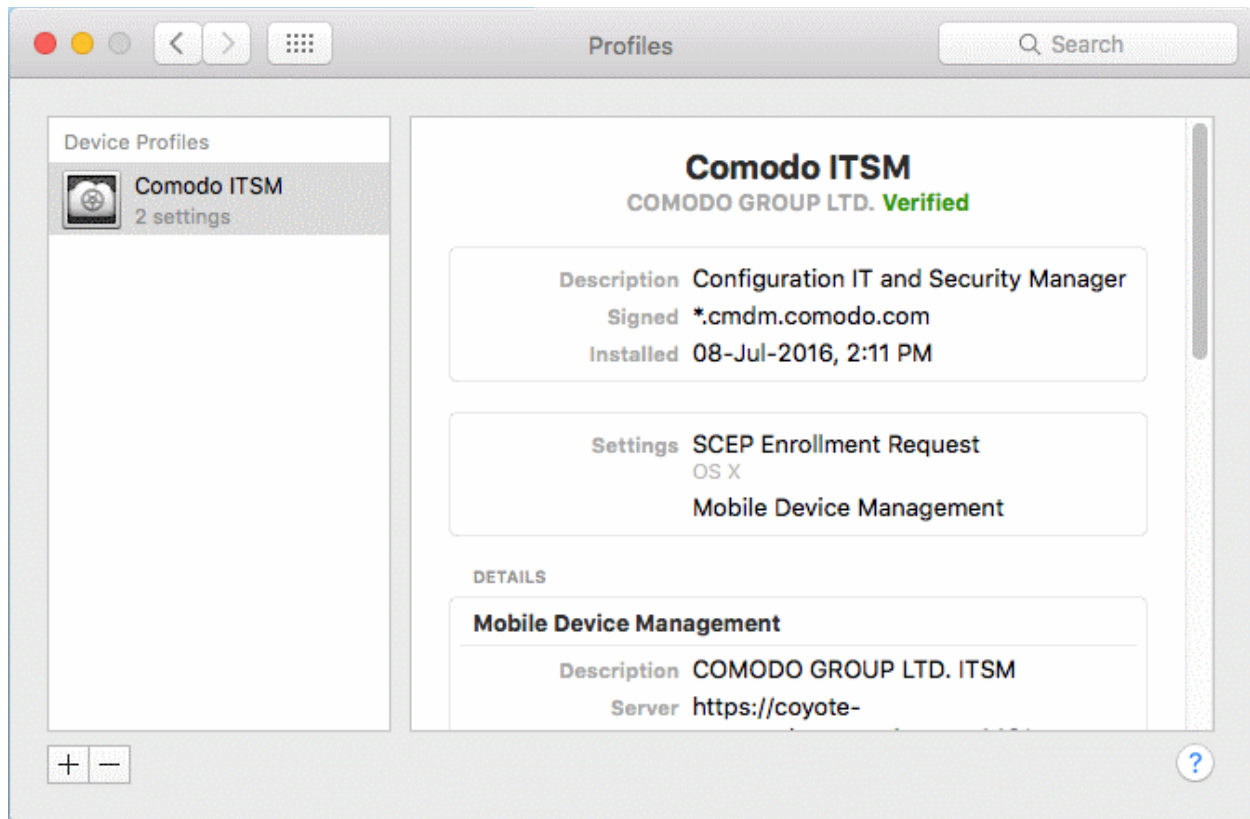 Profiles
Search
Device Profiles
Comodo ITSM
2 settings
Comodo ITSM
COMODO GROUP LTD. Verified
Description Configuration IT and Security Manager
Signed *.cmdm.comodo.com
Installed 08-Jul-2016, 2:11 PM
Settings SCEP Enrollment Request
OS X
Mobile Device Management
DETAILS
Mobile Device Management
Description COMODO GROUP LTD. ITSM
Server https://coyote-
+ −
?